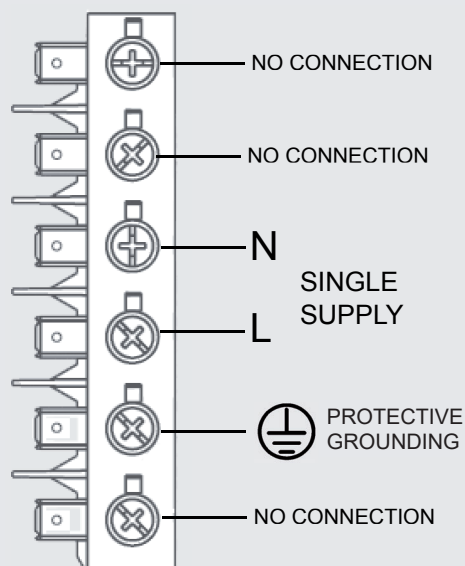 NO CONNECTION
NO CONNECTION
N
SINGLE
SUPPLY
L
PROTECTIVE
GROUNDING
NO CONNECTION